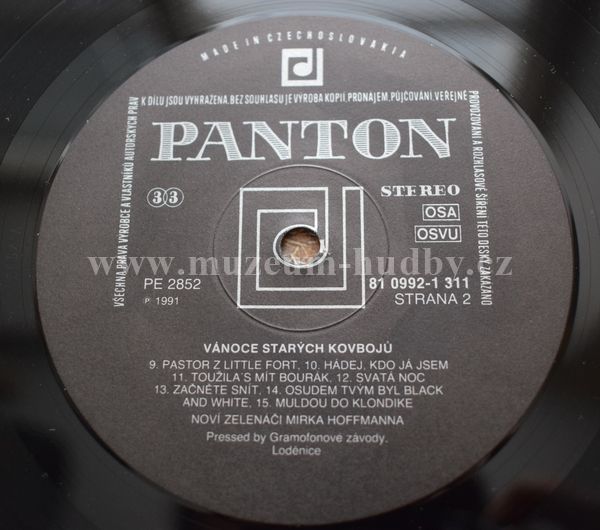 MADE IN CZECHOSLOVAKIA
VŠECHNA PRÁVA VÝROBCE A VLASTNÍKŮ AUTORSKÝCH PRÁV
K DÍLU JSOU VYHRAZENA. BEZ SOUHLASU JE VÝROBA KOPIÍ, PRONÁJEM, PŮJČOVÁNÍ, VEŘEJNÉ
PROVOZOVÁNÍ A ROZHLASOVÉ ŠÍŘENÍ TÉTO DESKY ZAKÁZÁNO
PANTON
33 STEREO
OSA
OSVU
www.muzeum-hudby.cz
PE 2852 81 0992-1 311
℗ 1991 STRANA 2
VÁNOCE STARÝCH KOVBOJŮ
9. PASTOR Z LITTLE FORT, 10. HÁDEJ, KDO JÁ JSEM
11. TOUŽILA'S MÍT BOURÁK, 12. SVATÁ NOC
13. ZAČNĚTE SNÍT, 14. OSUDEM TVÝM BYL BLACK
AND WHITE, 15. MULDOU DO KLONDIKE
NOVÍ ZELENÁČI MIRKA HOFFMANNA
Pressed by Gramofonové závody,
Loděnice